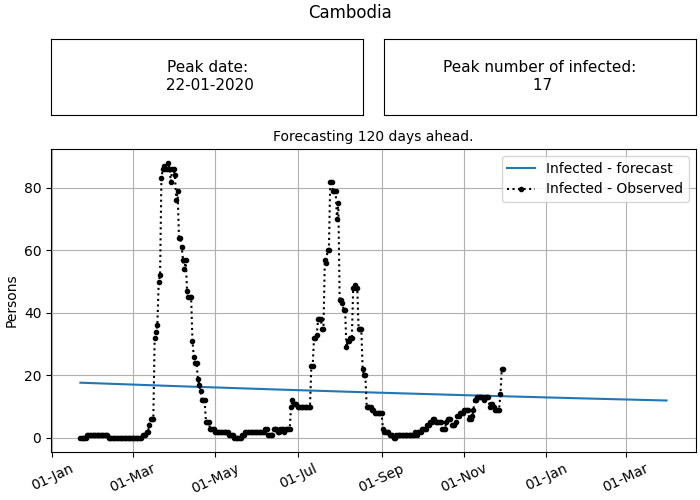 Cambodia
Peak date:
22-01-2020
Peak number of infected:
17
Forecasting 120 days ahead.
Infected - forecast
Infected - Observed
Persons
80
60
40
20
0
01-Jan
01-Mar
01-May
01-Jul
01-Sep
01-Nov
01-Jan
01-Mar